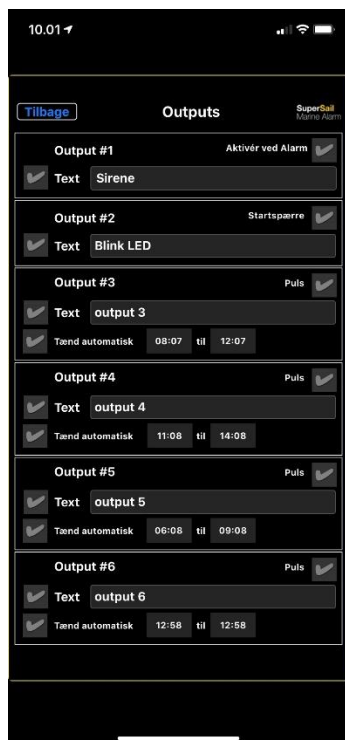 10.01
Tilbage Outputs SuperSail
Marine Alarm
Output #1 Aktivér ved Alarm
Text Sirene
Output #2 Startspærre
Text Blink LED
Output #3 Puls
Text output 3
Tænd automatisk 08:07 til 12:07
Output #4 Puls
Text output 4
Tænd automatisk 11:08 til 14:08
Output #5 Puls
Text output 5
Tænd automatisk 06:08 til 09:08
Output #6 Puls
Text output 6
Tænd automatisk 12:58 til 12:58